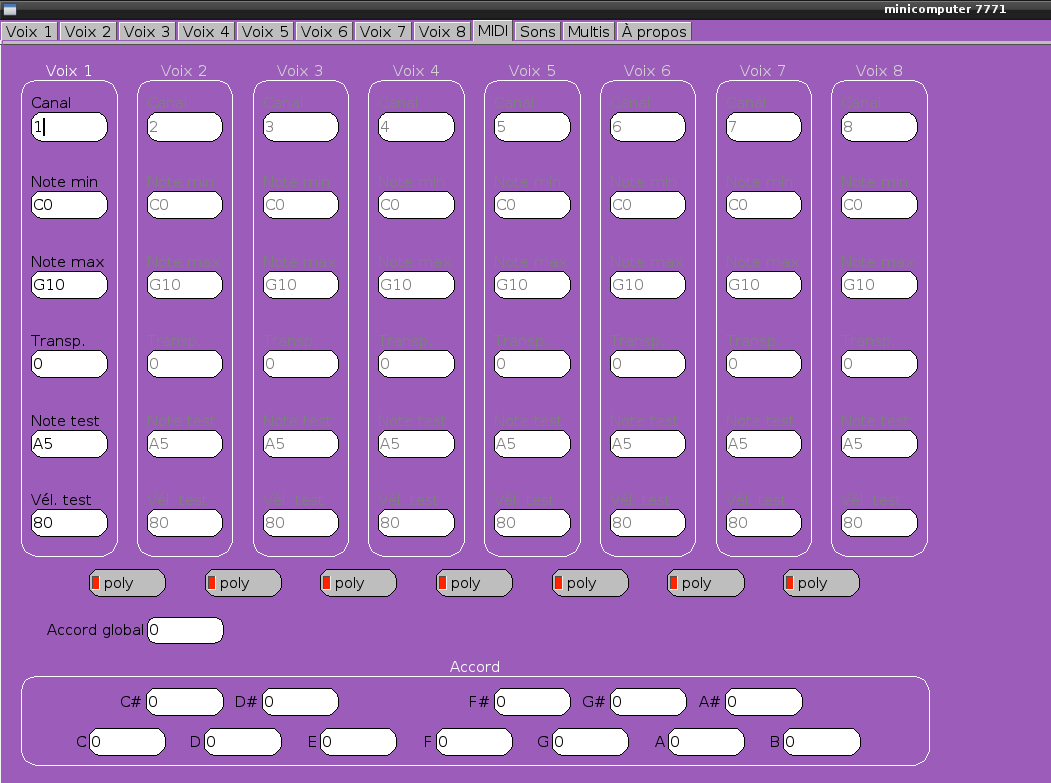 minicomputer 7771
Voix 1 Voix 2 Voix 3 Voix 4 Voix 5 Voix 6 Voix 7 Voix 8 MIDI Sons Multis À propos
Voix 1 Voix 2 Voix 3 Voix 4 Voix 5 Voix 6 Voix 7 Voix 8
Canal Canal Canal Canal Canal Canal Canal Canal
1 2 3 4 5 6 7 8
Note min Note min Note min Note min Note min Note min Note min Note min
C0 C0 C0 C0 C0 C0 C0 C0
Note max Note max Note max Note max Note max Note max Note max Note max
G10 G10 G10 G10 G10 G10 G10 G10
Transp. Transp. Transp. Transp. Transp. Transp. Transp. Transp.
0 0 0 0 0 0 0 0
Note test Note test Note test Note test Note test Note test Note test Note test
A5 A5 A5 A5 A5 A5 A5 A5
Vél. test Vél. test Vél. test Vél. test Vél. test Vél. test Vél. test Vél. test
80 80 80 80 80 80 80 80
poly poly poly poly poly poly poly
Accord global 0
Accord
C# 0 D# 0 F# 0 G# 0 A# 0
C 0 D 0 E 0 F 0 G 0 A 0 B 0